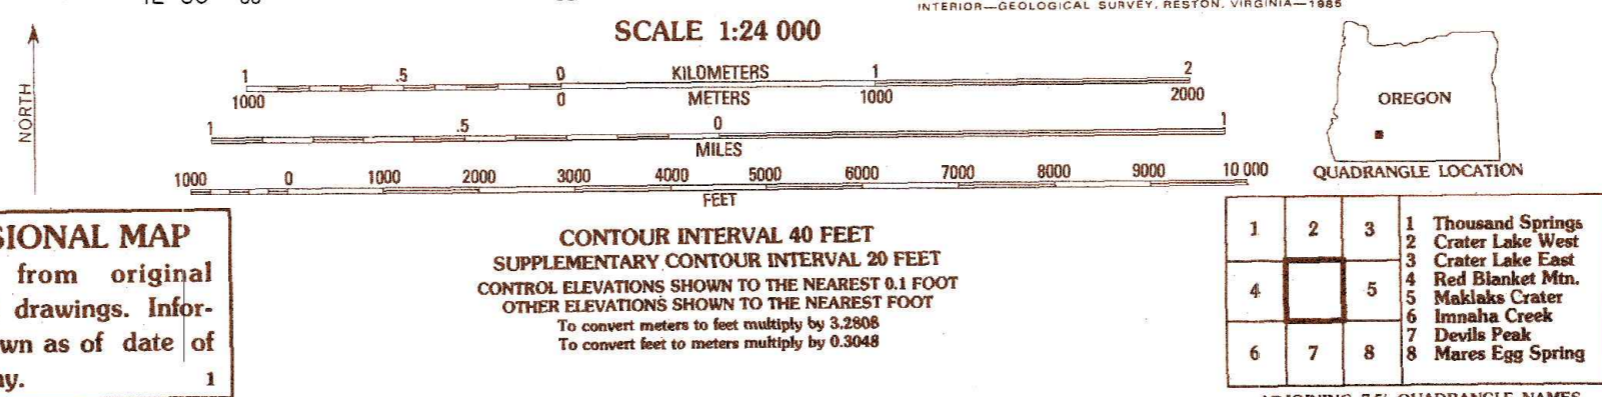 INTERIOR—GEOLOGICAL SURVEY, RESTON, VIRGINIA—1985
SCALE 1:24 000
NORTH
1 .5 0 KILOMETERS 1 2
1000 0 METERS 1000 2000
1 .5 0 1
MILES
1000 0 1000 2000 3000 4000 5000 6000 7000 8000 9000 10 000
FEET
OREGON
QUADRANGLE LOCATION
SIONAL MAP
from original
drawings. Infor-
wn as of date of
1
CONTOUR INTERVAL 40 FEET
SUPPLEMENTARY CONTOUR INTERVAL 20 FEET
CONTROL ELEVATIONS SHOWN TO THE NEAREST 0.1 FOOT
OTHER ELEVATIONS SHOWN TO THE NEAREST FOOT
To convert meters to feet multiply by 3.2808
To convert feet to meters multiply by 0.3048
1 2 3
4 5
6 7 8
1 Thousand Springs
2 Crater Lake West
3 Crater Lake East
4 Red Blanket Mtn.
5 Maklaks Crater
6 Imnaha Creek
7 Devils Peak
8 Mares Egg Spring
ADJOINING 7.5' QUADRANGLE NAMES